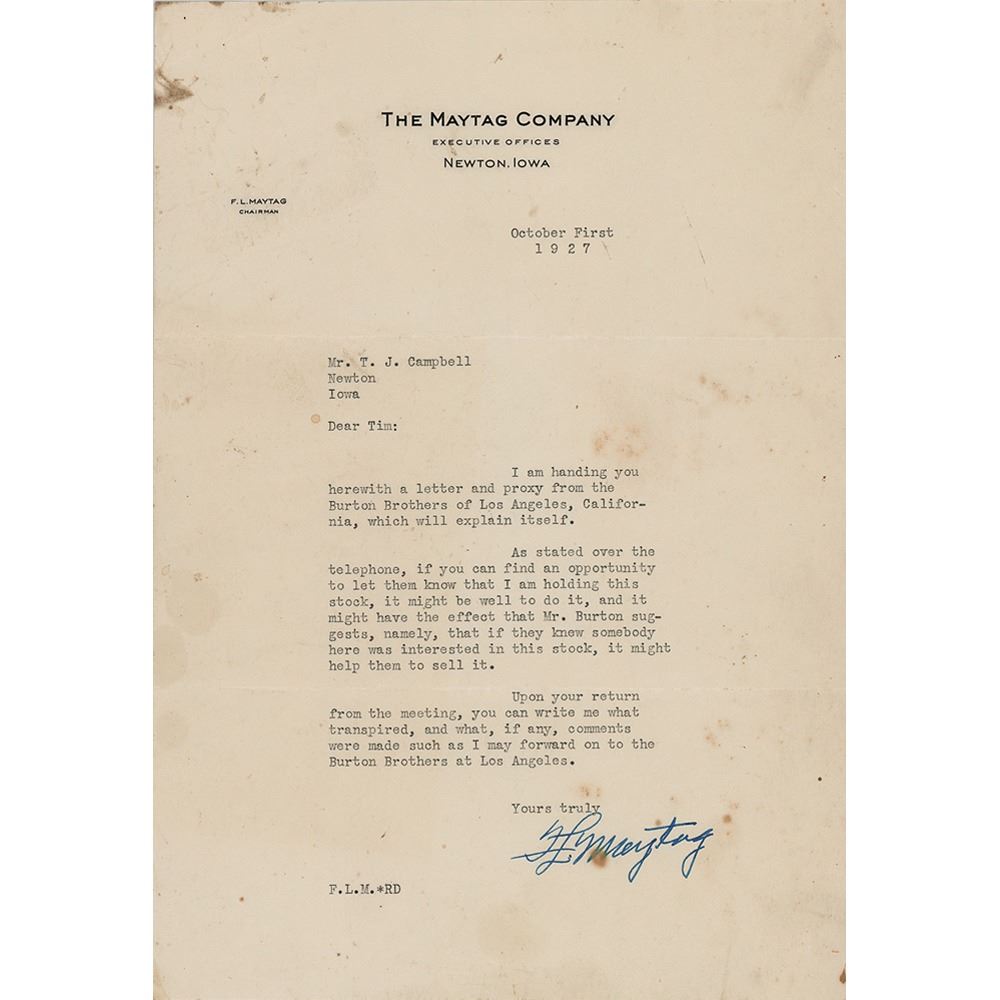 THE MAYTAG COMPANY
EXECUTIVE OFFICES
NEWTON, IOWA
F. L. MAYTAG
CHAIRMAN
October First
1 9 2 7
Mr. T. J. Campbell
Newton
Iowa
Dear Tim:
I am handing you
herewith a letter and proxy from the
Burton Brothers of Los Angeles, Califor-
nia, which will explain itself.
As stated over the
telephone, if you can find an opportunity
to let them know that I am holding this
stock, it might be well to do it, and it
might have the effect that Mr. Burton sug-
gests, namely, that if they knew somebody
here was interested in this stock, it might
help them to sell it.
Upon your return
from the meeting, you can write me what
transpired, and what, if any, comments
were made such as I may forward on to the
Burton Brothers at Los Angeles.
Yours truly
F L Maytag
F.L.M.*RD